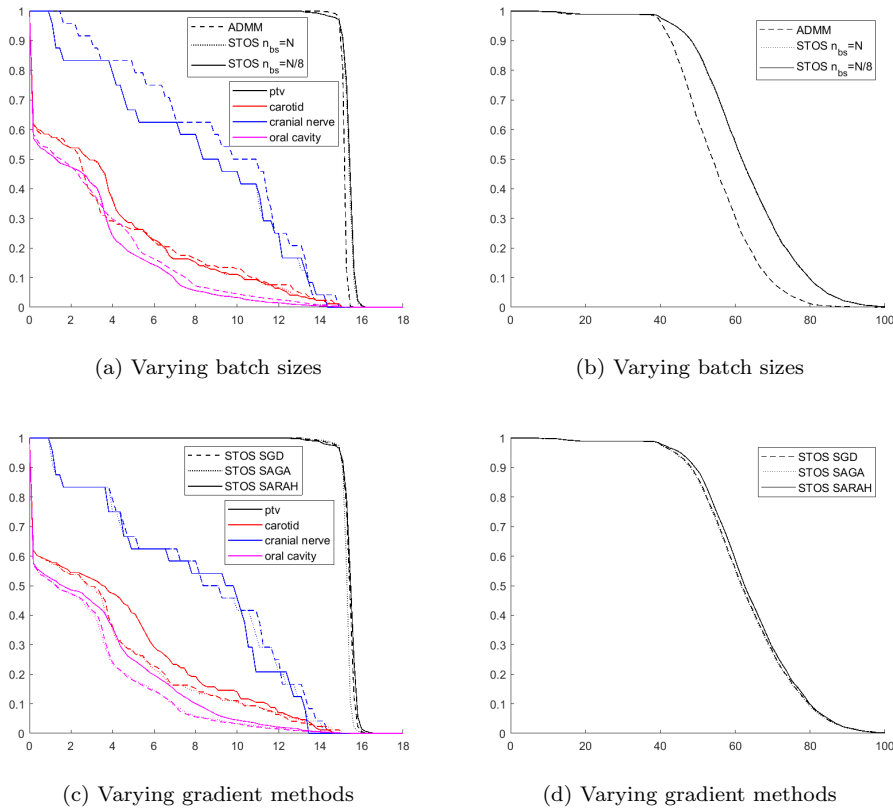 1
0.9
0.8
0.7
0.6
0.5
0.4
0.3
0.2
0.1
0
0 2 4 6 8 10 12 14 16 18
ADMM
STOS n_bs=N
STOS n_bs=N/8
ptv
carotid
cranial nerve
oral cavity
(a) Varying batch sizes
1
0.9
0.8
0.7
0.6
0.5
0.4
0.3
0.2
0.1
0
0 20 40 60 80 100
ADMM
STOS n_bs=N
STOS n_bs=N/8
(b) Varying batch sizes
1
0.9
0.8
0.7
0.6
0.5
0.4
0.3
0.2
0.1
0
0 2 4 6 8 10 12 14 16 18
STOS SGD
STOS SAGA
STOS SARAH
ptv
carotid
cranial nerve
oral cavity
(c) Varying gradient methods
1
0.9
0.8
0.7
0.6
0.5
0.4
0.3
0.2
0.1
0
0 20 40 60 80 100
STOS SGD
STOS SAGA
STOS SARAH
(d) Varying gradient methods